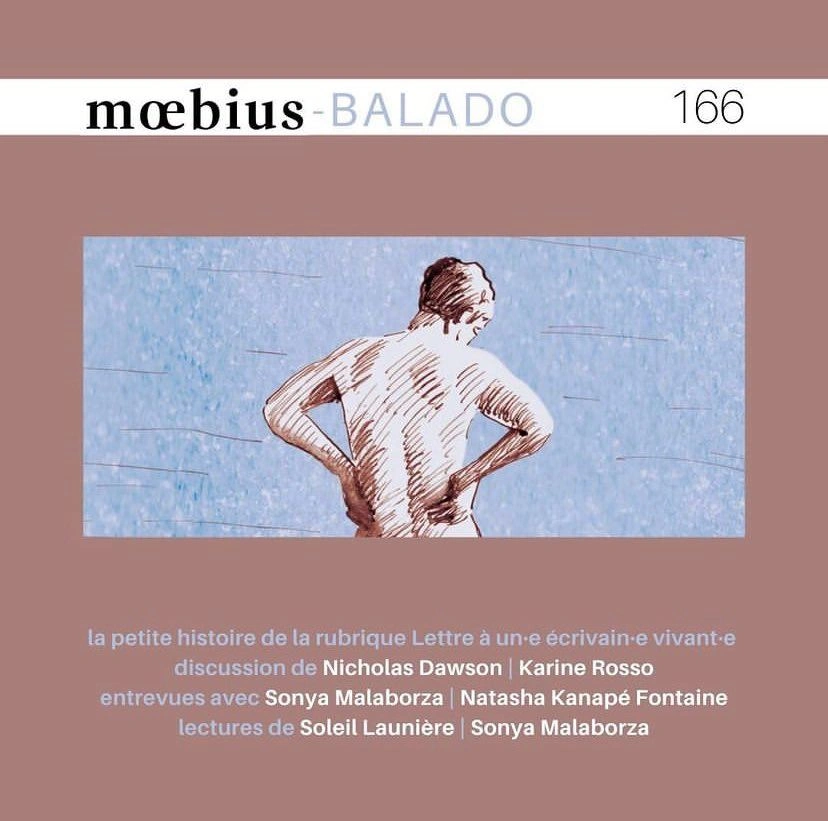 mœbius-BALADO 166
la petite histoire de la rubrique Lettre à un·e écrivain·e vivant·e
discussion de Nicholas Dawson | Karine Rosso
entrevues avec Sonya Malaborza | Natasha Kanapé Fontaine
lectures de Soleil Launière | Sonya Malaborza